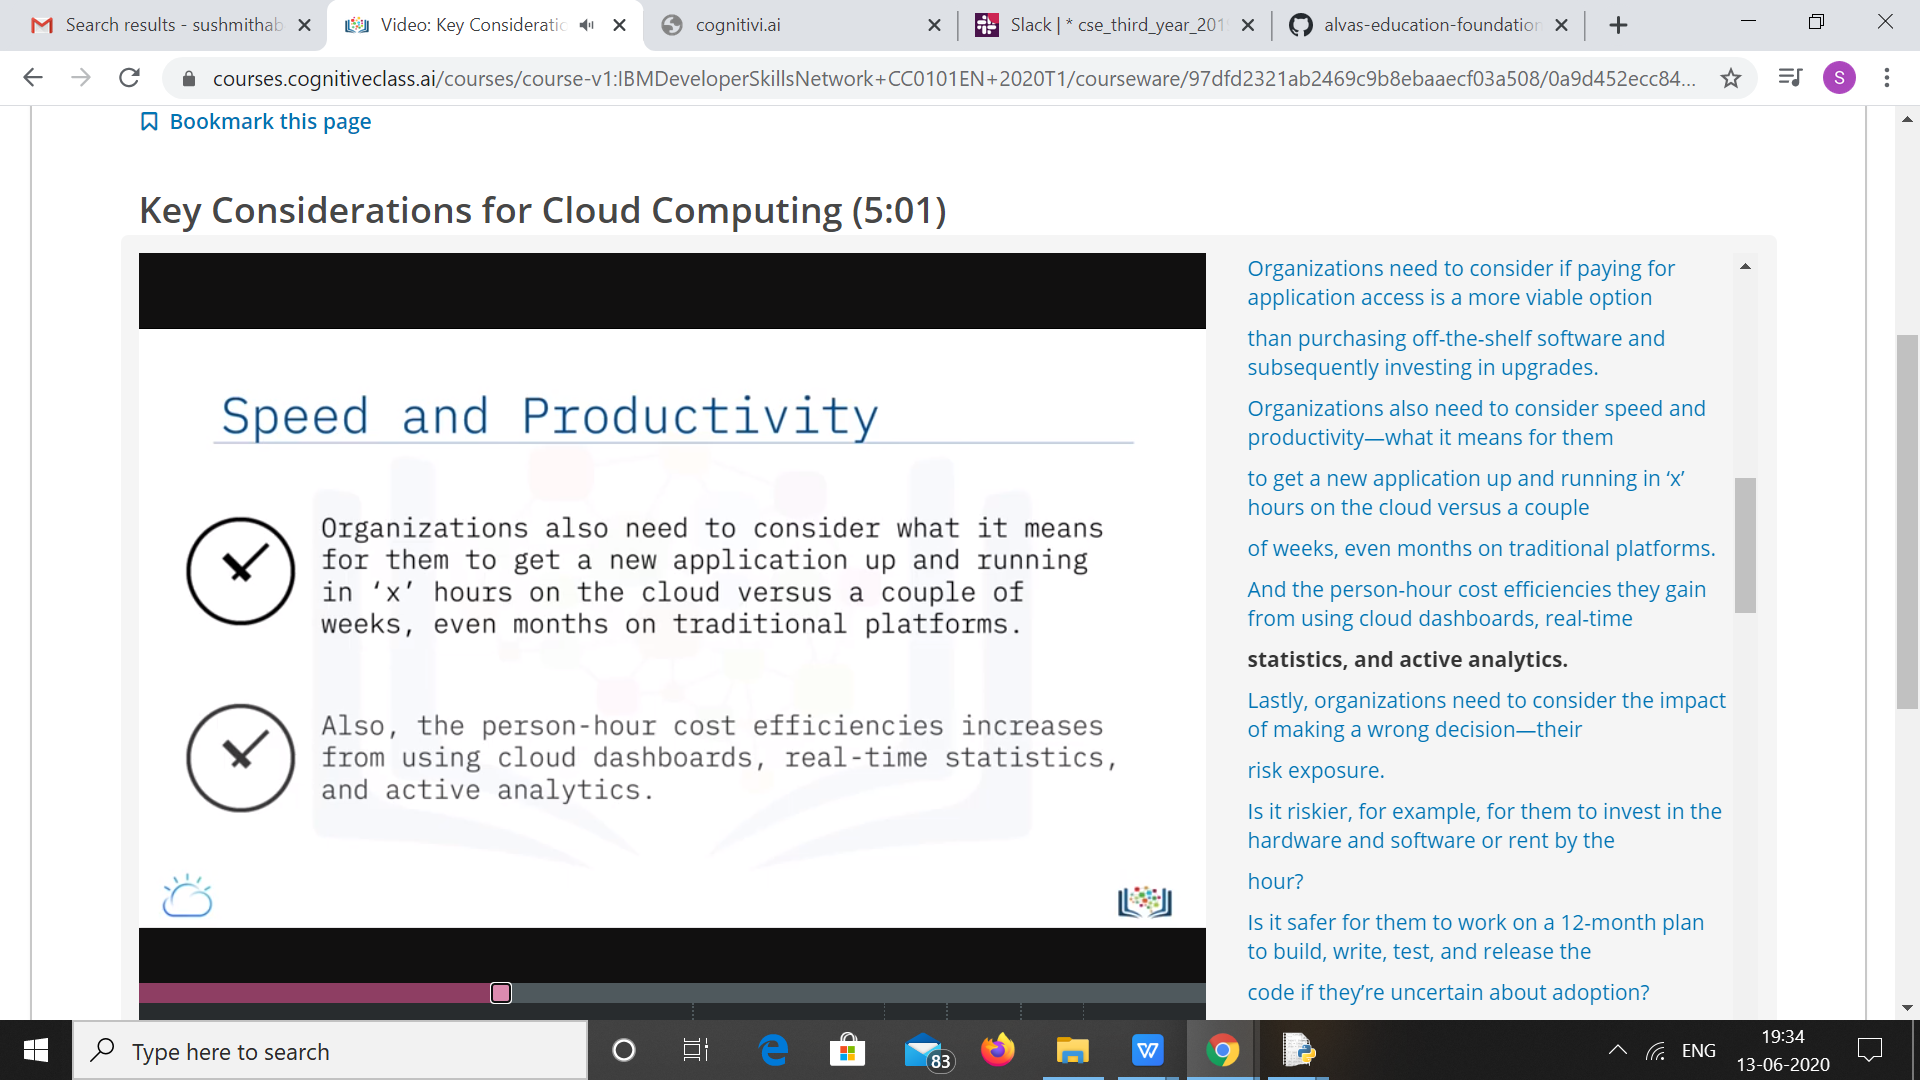 Search results - sushmithab
Video: Key Consideratio
cognitivi.ai
Slack | * cse_third_year_201
alvas-education-foundation
courses.cognitiveclass.ai/courses/course-v1:IBMDeveloperSkillsNetwork+CC0101EN+2020T1/courseware/97dfd2321ab2469c9b8ebaaecf03a508/0a9d452ecc84...
S
Bookmark this page
Key Considerations for Cloud Computing (5:01)
Speed and Productivity
Organizations also need to consider what it means
for them to get a new application up and running
in ‘x’ hours on the cloud versus a couple of
weeks, even months on traditional platforms.
Also, the person-hour cost efficiencies increases
from using cloud dashboards, real-time statistics,
and active analytics.
Organizations need to consider if paying for
application access is a more viable option
than purchasing off-the-shelf software and
subsequently investing in upgrades.
Organizations also need to consider speed and
productivity—what it means for them
to get a new application up and running in ‘x’
hours on the cloud versus a couple
of weeks, even months on traditional platforms.
And the person-hour cost efficiencies they gain
from using cloud dashboards, real-time
statistics, and active analytics.
Lastly, organizations need to consider the impact
of making a wrong decision—their
risk exposure.
Is it riskier, for example, for them to invest in the
hardware and software or rent by the
hour?
Is it safer for them to work on a 12-month plan
to build, write, test, and release the
code if they’re uncertain about adoption?
Type here to search
83
ENG
19:34
13-06-2020